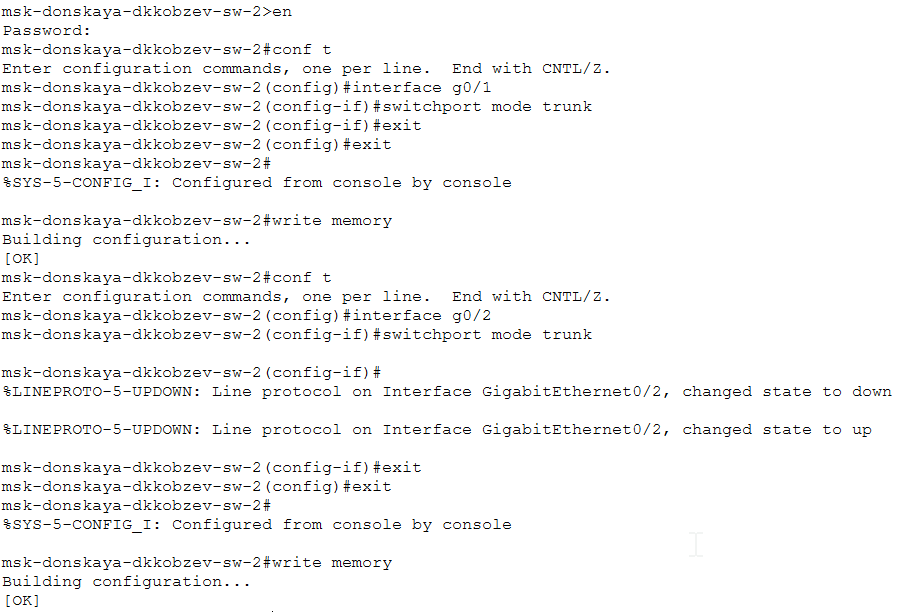 msk-donskaya-dkkobzev-sw-2>en
Password:
msk-donskaya-dkkobzev-sw-2#conf t
Enter configuration commands, one per line.  End with CNTL/Z.
msk-donskaya-dkkobzev-sw-2(config)#interface g0/1
msk-donskaya-dkkobzev-sw-2(config-if)#switchport mode trunk
msk-donskaya-dkkobzev-sw-2(config-if)#exit
msk-donskaya-dkkobzev-sw-2(config)#exit
msk-donskaya-dkkobzev-sw-2#
%SYS-5-CONFIG_I: Configured from console by console
msk-donskaya-dkkobzev-sw-2#write memory
Building configuration...
[OK]
msk-donskaya-dkkobzev-sw-2#conf t
Enter configuration commands, one per line.  End with CNTL/Z.
msk-donskaya-dkkobzev-sw-2(config)#interface g0/2
msk-donskaya-dkkobzev-sw-2(config-if)#switchport mode trunk
msk-donskaya-dkkobzev-sw-2(config-if)#
%LINEPROTO-5-UPDOWN: Line protocol on Interface GigabitEthernet0/2, changed state to down
%LINEPROTO-5-UPDOWN: Line protocol on Interface GigabitEthernet0/2, changed state to up
msk-donskaya-dkkobzev-sw-2(config-if)#exit
msk-donskaya-dkkobzev-sw-2(config)#exit
msk-donskaya-dkkobzev-sw-2#
%SYS-5-CONFIG_I: Configured from console by console
msk-donskaya-dkkobzev-sw-2#write memory
Building configuration...
[OK]